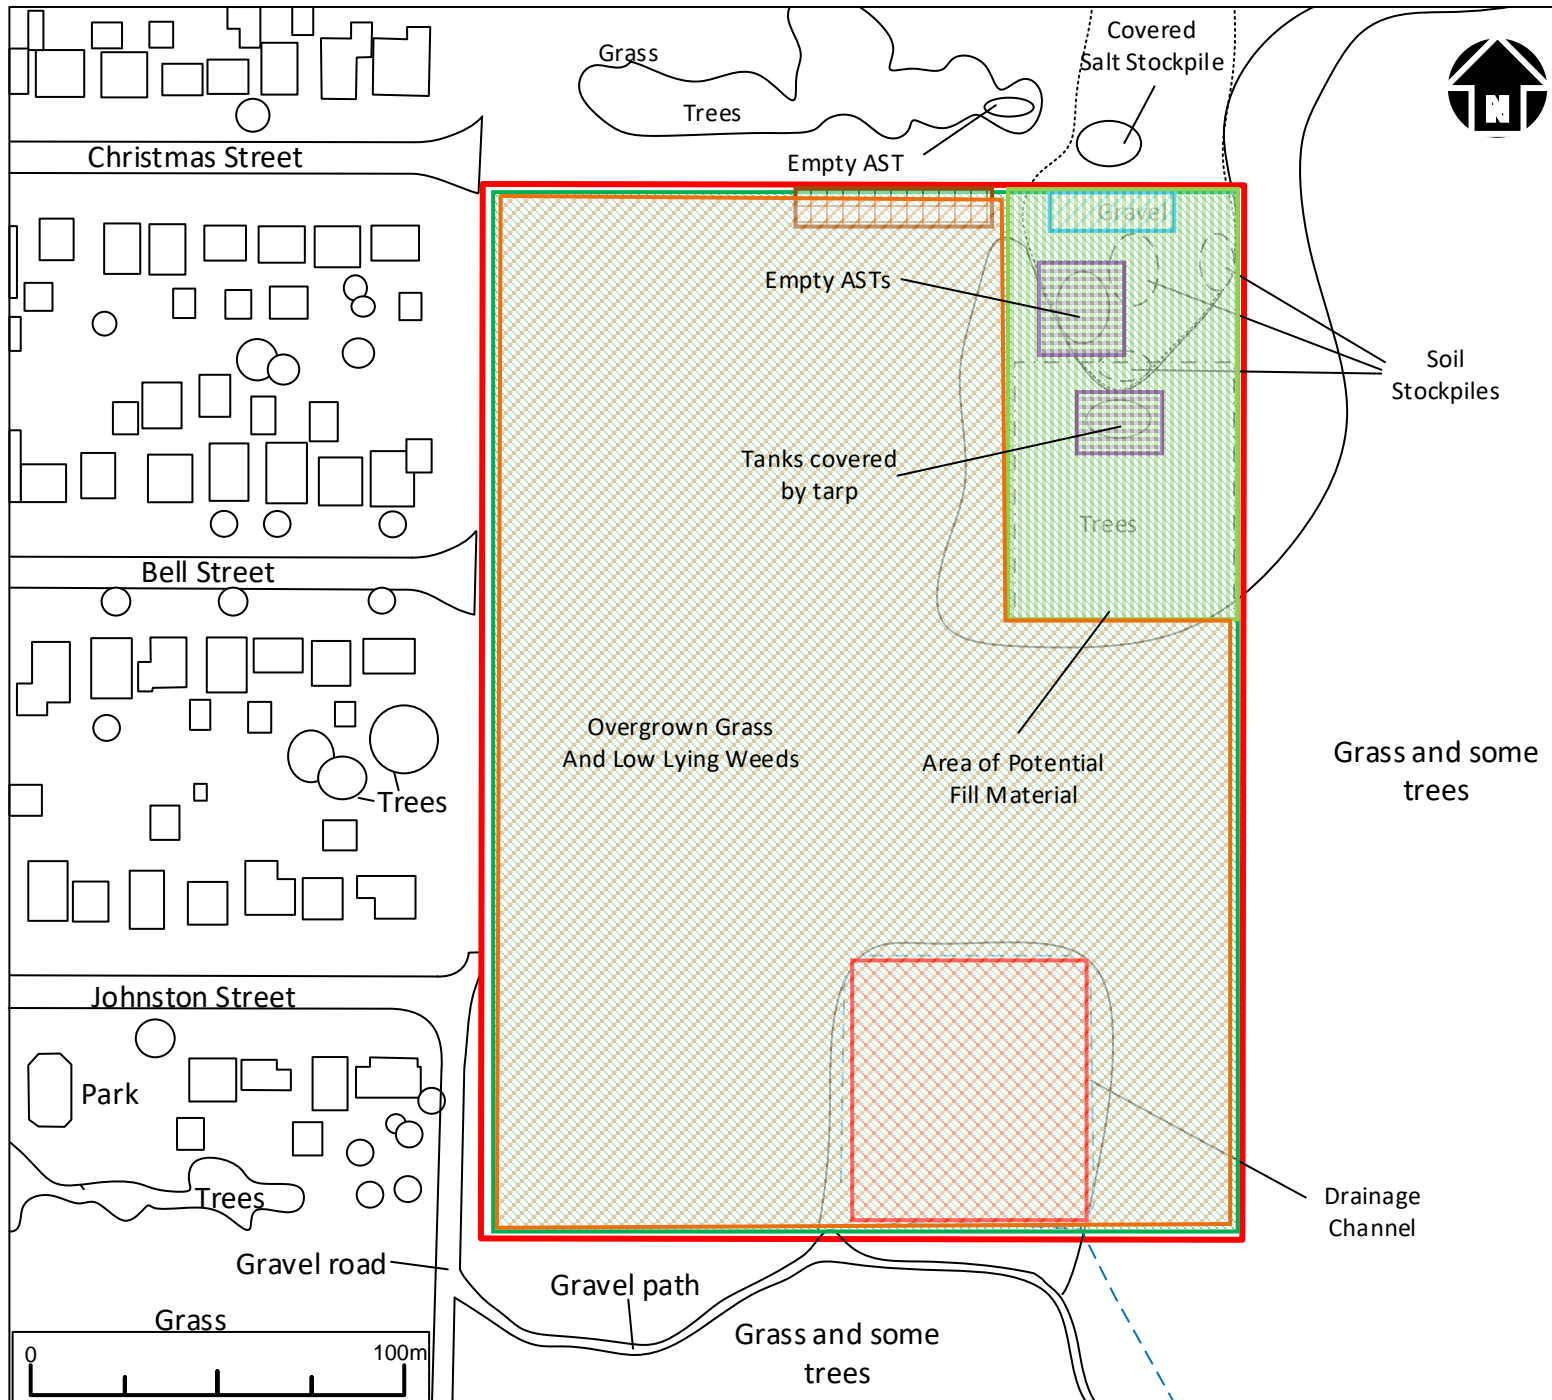 Covered
Salt Stockpile
Grass
Trees
N
Empty AST
Christmas Street
Gravel
Empty ASTs
Soil
Stockpiles
Tanks covered
by tarp
Trees
Bell Street
Overgrown Grass
And Low Lying Weeds
Area of Potential
Fill Material
Grass and some
trees
Trees
Johnston Street
Park
Trees
Drainage
Channel
Gravel road
Gravel path
Grass
Grass and some
trees
0
100m